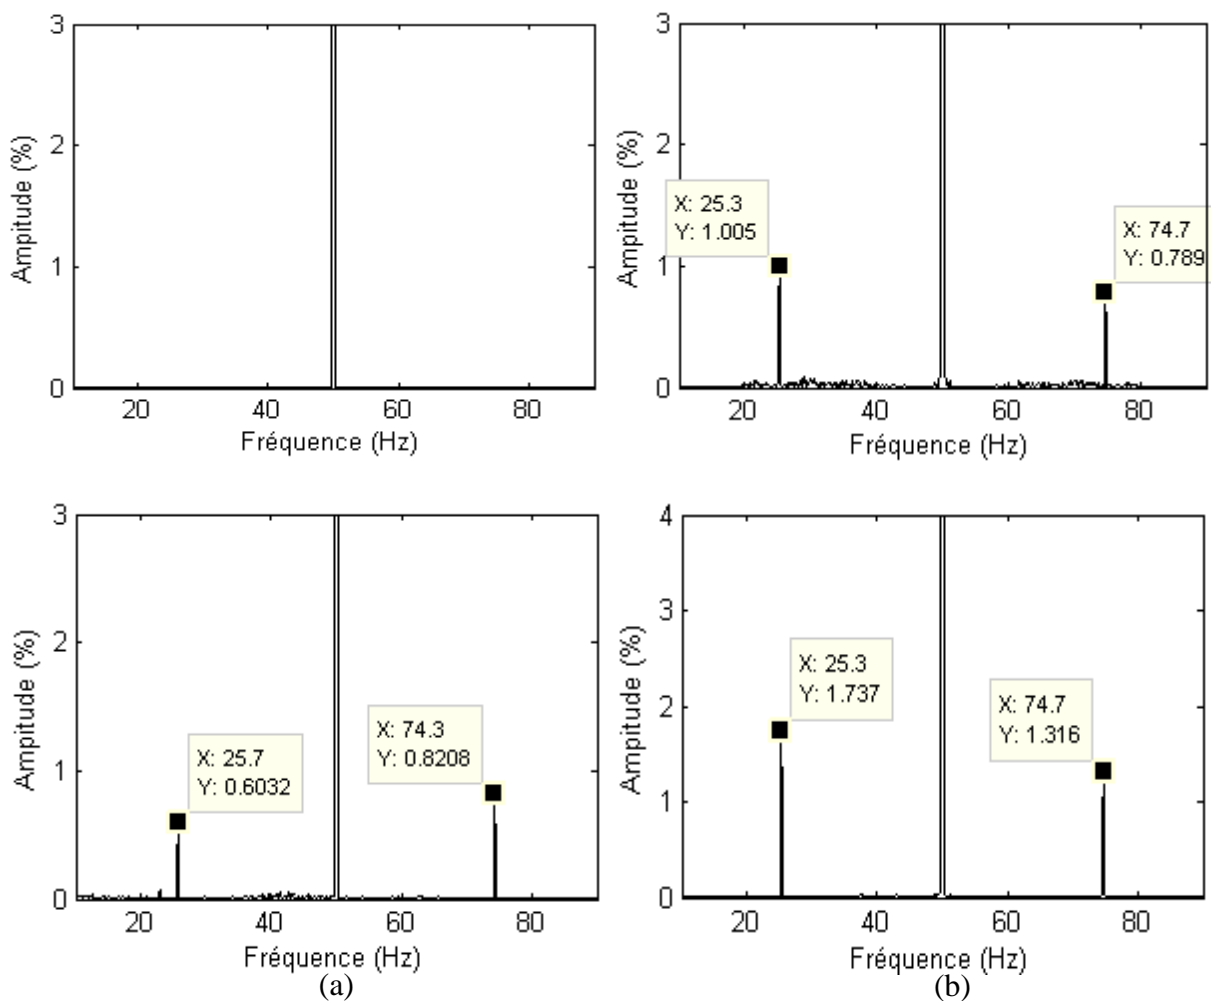 3
2
1
0
Ampitude (%)
20 40 60 80
Fréquence (Hz)
3
2
1
0
Ampitude (%)
X: 25.3
Y: 1.005
X: 74.7
Y: 0.789
20 40 60 80
Fréquence (Hz)
3
2
1
0
Ampitude (%)
X: 25.7
Y: 0.6032
X: 74.3
Y: 0.8208
20 40 60 80
Fréquence (Hz)
(a)
4
3
2
1
0
Ampitude (%)
X: 25.3
Y: 1.737
X: 74.7
Y: 1.316
20 40 60 80
Fréquence (Hz)
(b)